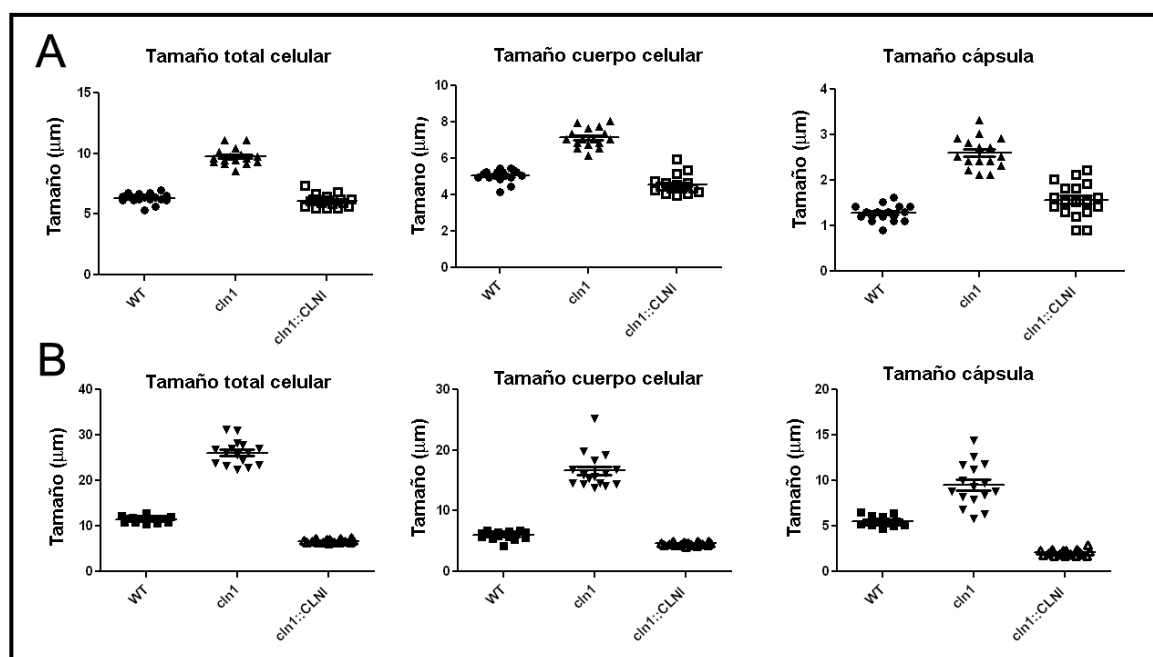 A
Tamaño total celular
Tamaño (µm)
15
10
5
0
WT
cln1
cln1::CLNI
Tamaño cuerpo celular
Tamano (µm)
10
8
6
4
2
0
WT
cln1
cln1::CLNI
Tamaño cápsula
Tamaño (µm)
4
3
2
1
0
WT
cln1
cln1::CLNI
B
Tamaño total celular
Tamaño (µm)
40
30
20
10
0
WT
cln1
cln1::CLNI
Tamaño cuerpo celular
Tamaño (µm)
30
20
10
0
WT
cln1
cln1::CLNI
Tamaño cápsula
Tamaño (µm)
20
15
10
5
0
WT
cln1
cln1::CLNI